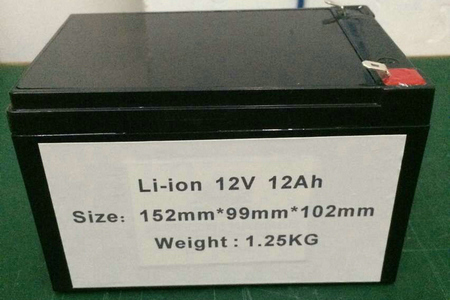 Li-ion 12V 12Ah
Size: 152mm*99mm*102mm
Weight : 1.25KG